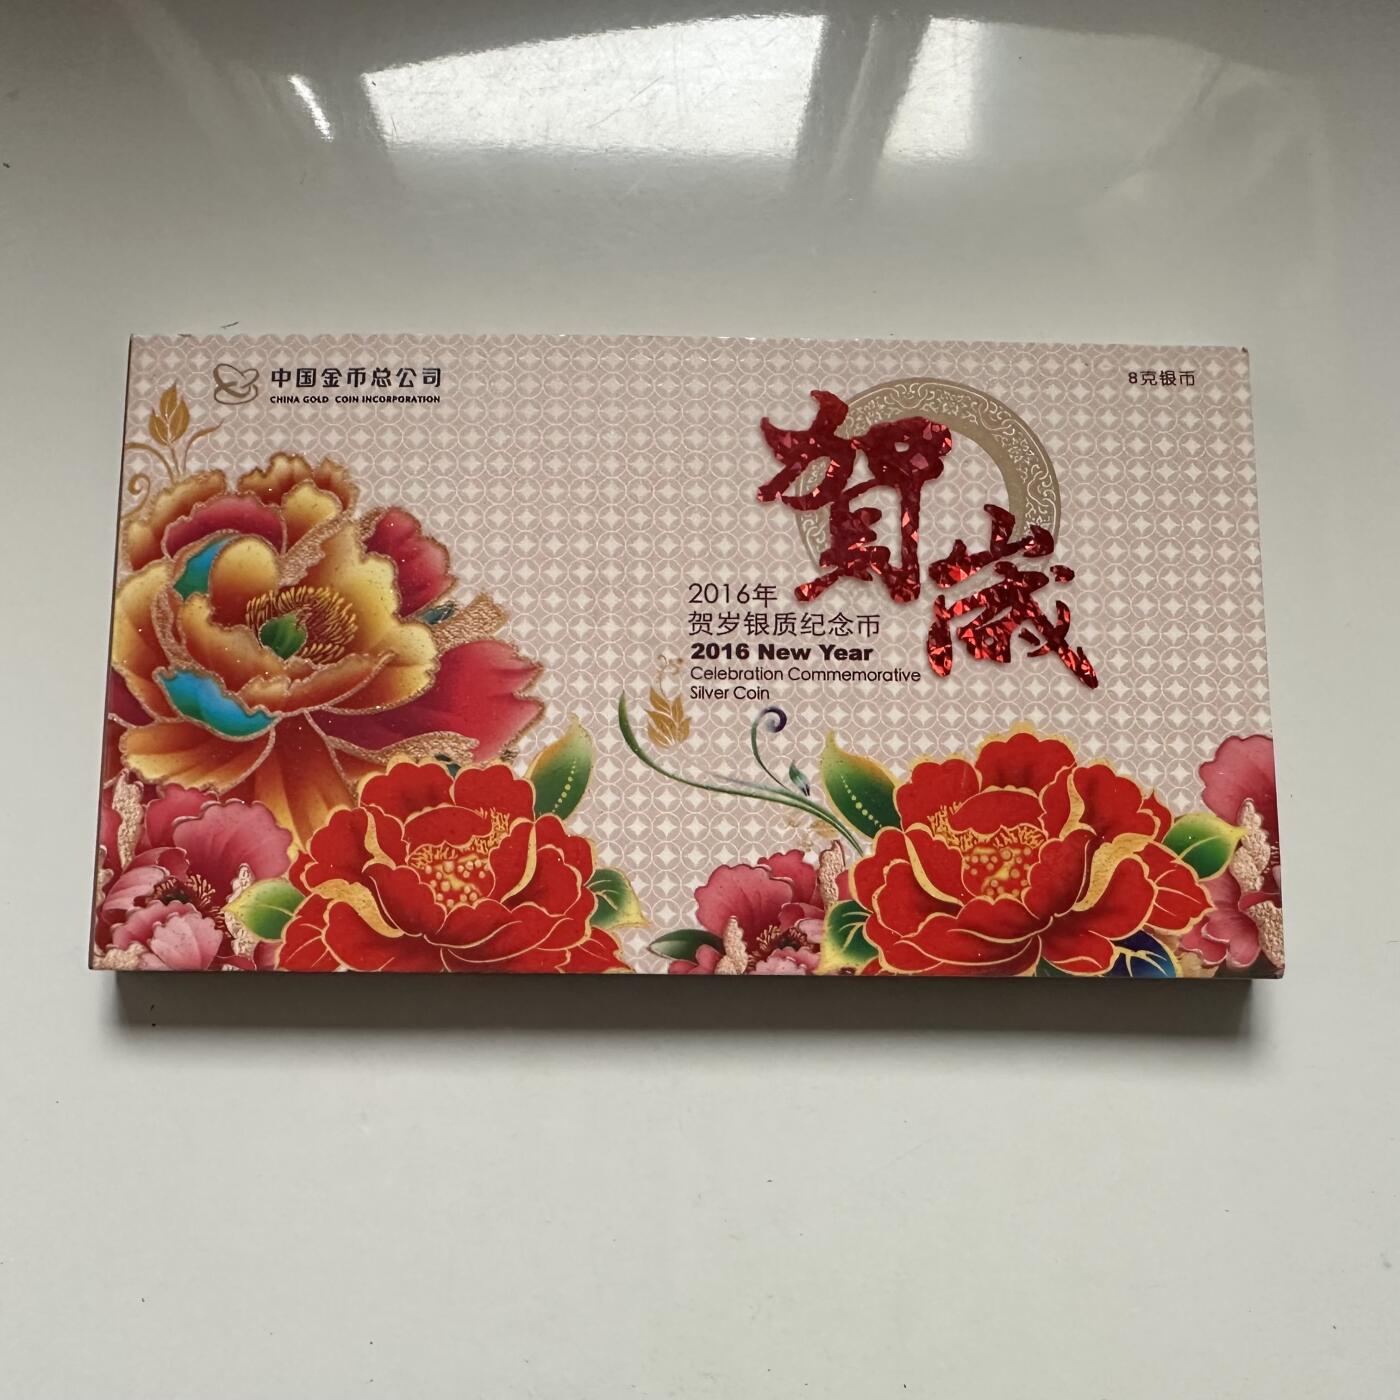 中国金币总公司
CHINA GOLD COIN INCORPORATION
8克银币
賀歲
2016年
贺岁银质纪念币
2016 New Year
Celebration Commemorative
Silver Coin